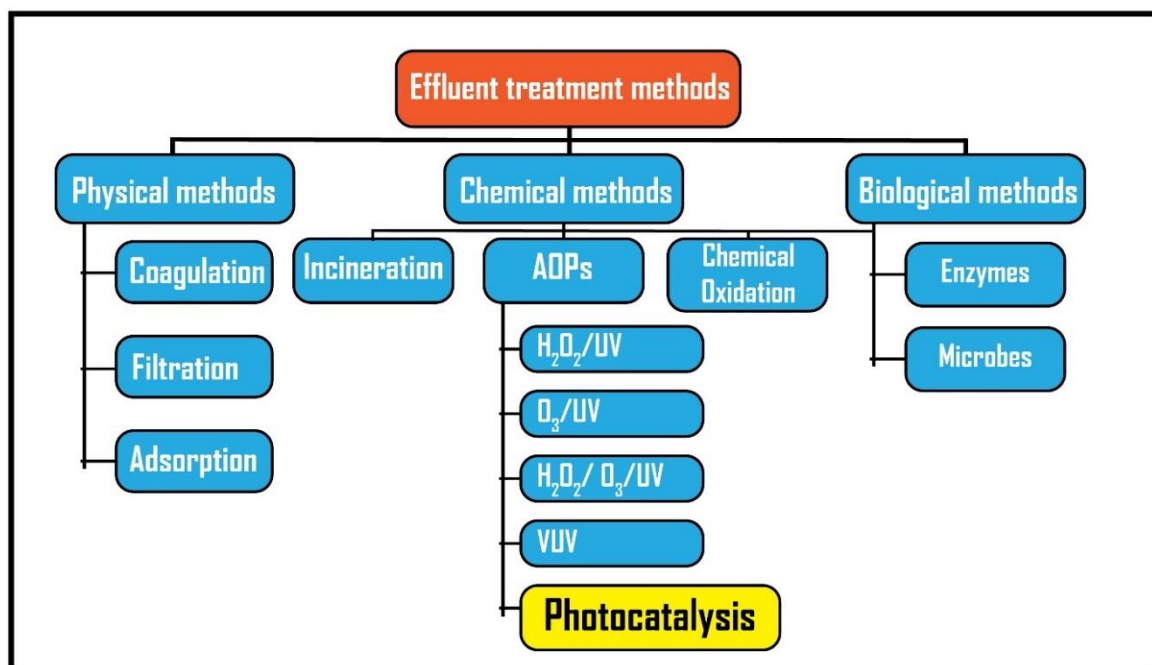 Effluent treatment methods
Physical methods
Chemical methods
Biological methods
Coagulation
Incineration
AOPs
Chemical
Oxidation
Enzymes
H₂O₂/UV
Filtration
Microbes
O₃/UV
Adsorption
H₂O₂/ O₃/UV
VUV
Photocatalysis